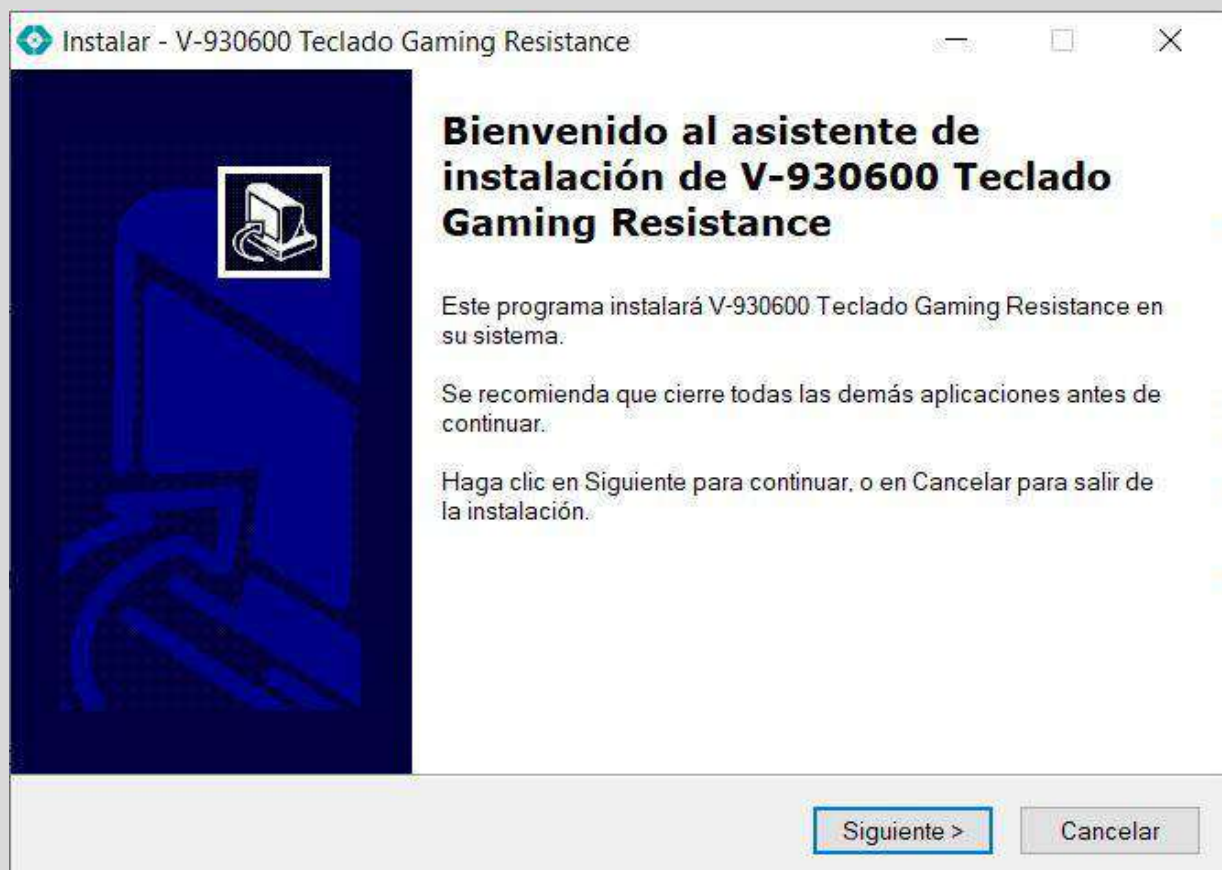 Instalar - V-930600 Teclado Gaming Resistance
Bienvenido al asistente de
instalación de V-930600 Teclado
Gaming Resistance
Este programa instalará V-930600 Teclado Gaming Resistance en
su sistema.
Se recomienda que cierre todas las demás aplicaciones antes de
continuar.
Haga clic en Siguiente para continuar, o en Cancelar para salir de
la instalación.
Siguiente >
Cancelar